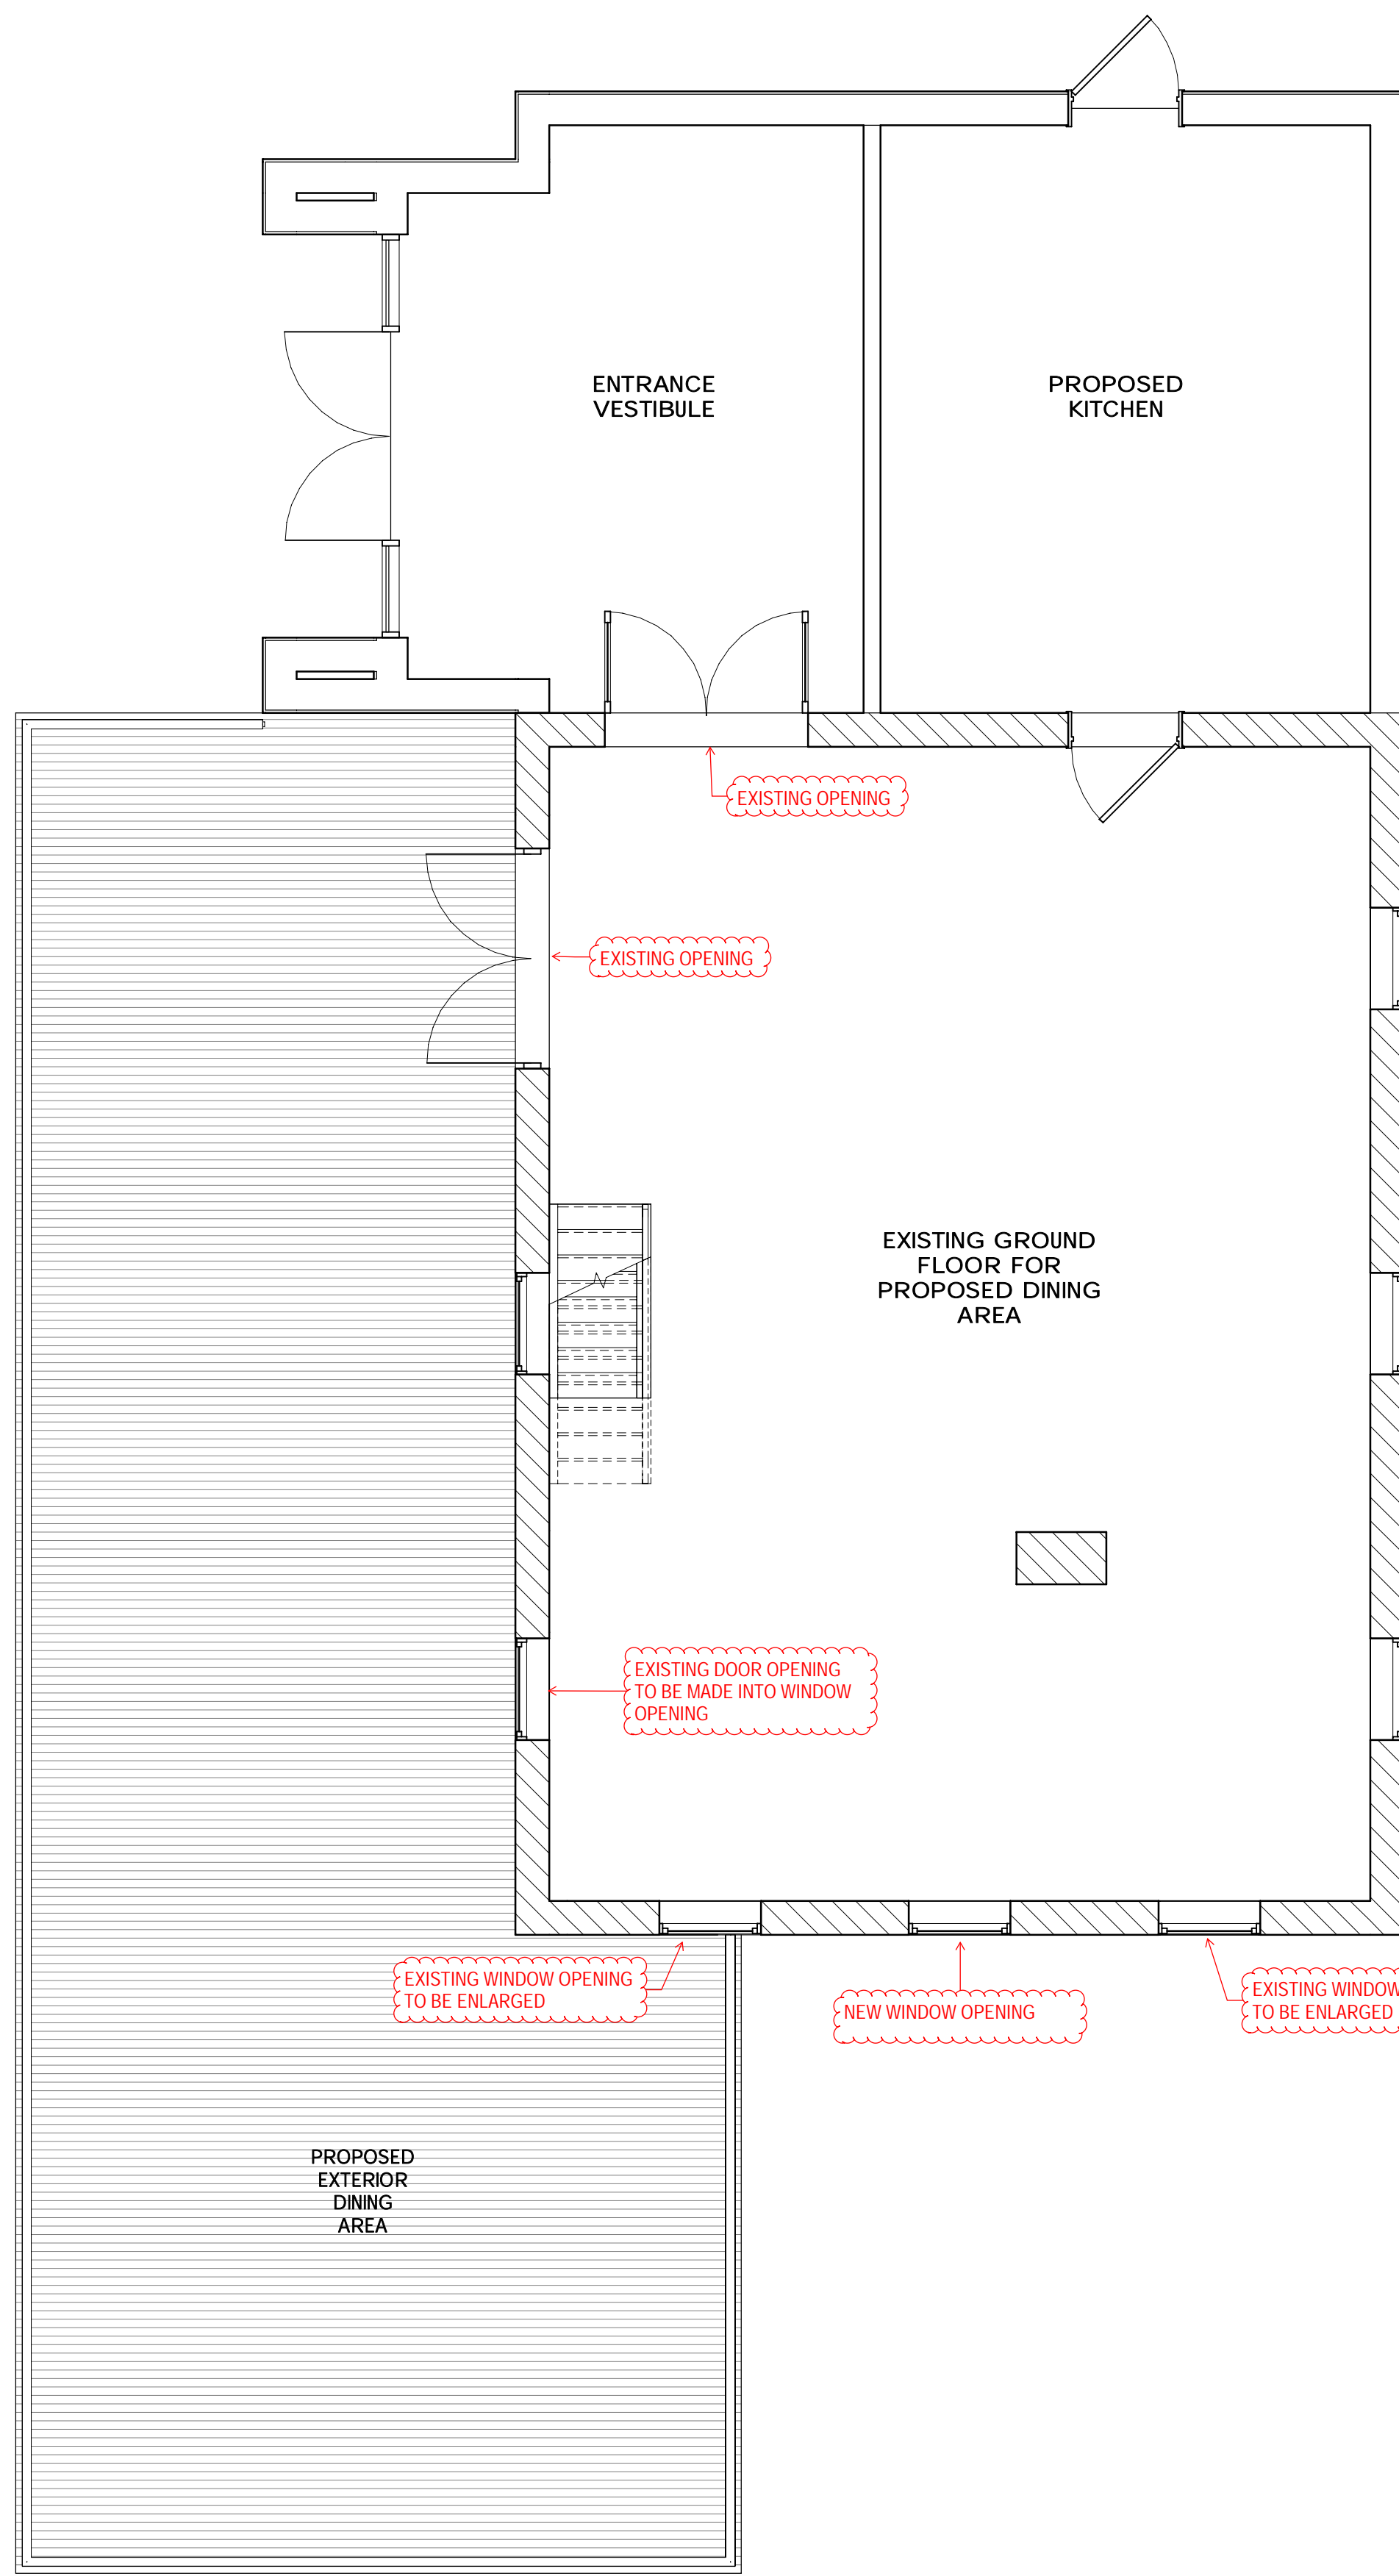 ENTRANCE
VESTIBULE
PROPOSED
KITCHEN
EXISTING OPENING
EXISTING OPENING
EXISTING GROUND
FLOOR FOR
PROPOSED DINING
AREA
EXISTING DOOR OPENING
TO BE MADE INTO WINDOW
OPENING
EXISTING WINDOW OPENING
TO BE ENLARGED
NEW WINDOW OPENING
EXISTING WINDOW
TO BE ENLARGED
PROPOSED
EXTERIOR
DINING
AREA